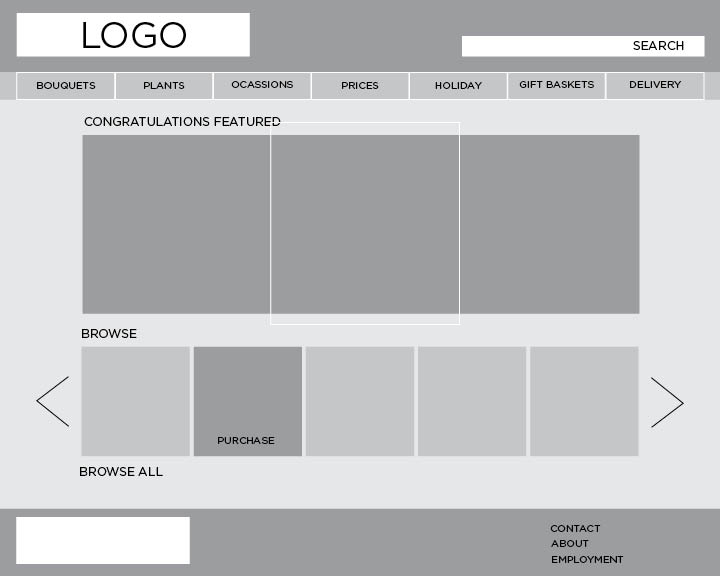 LOGO
SEARCH
BOUQUETS
PLANTS
OCASSIONS
PRICES
HOLIDAY
GIFT BASKETS
DELIVERY
CONGRATULATIONS FEATURED
BROWSE
PURCHASE
BROWSE ALL
CONTACT
ABOUT
EMPLOYMENT